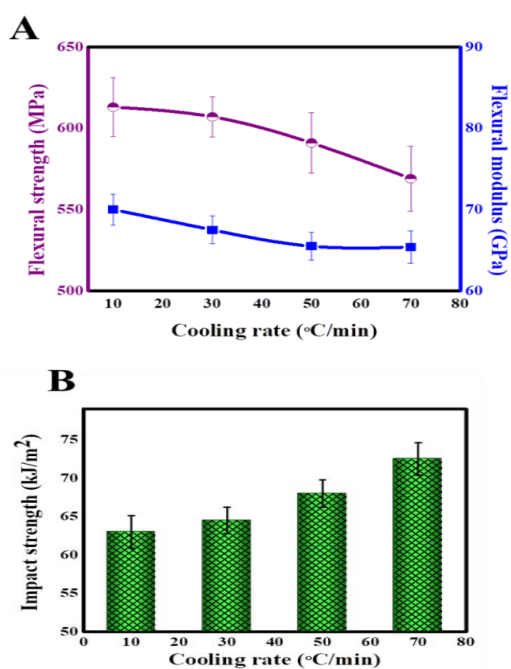 A
650
600
550
500
Flexural strength (MPa)
90
80
70
60
Flexural modulus (GPa)
10 20 30 40 50 60 70 80
Cooling rate (°C/min)
B
75
70
65
60
55
50
Impact strength (kJ/m²)
0 10 20 30 40 50 60 70 80
Cooling rate (°C/min)